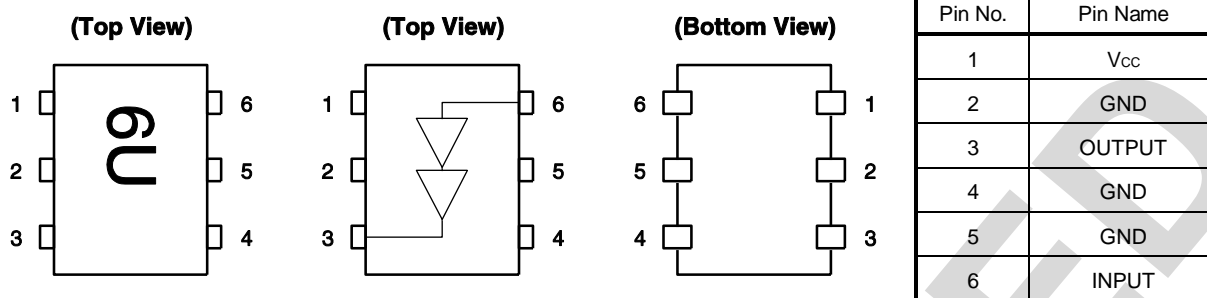 (Top View)
6U
1
2
3
6
5
4
(Top View)
1
2
3
6
5
4
(Bottom View)
6
5
4
1
2
3
Pin No. Pin Name
1 VCC
2 GND
3 OUTPUT
4 GND
5 GND
6 INPUT